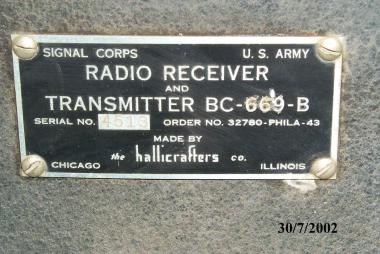 SIGNAL CORPS U. S. ARMY
RADIO RECEIVER
AND
TRANSMITTER BC-669-B
SERIAL NO. 4513 ORDER NO. 32780-PHILA-43
MADE BY
the hallicrafters co.
CHICAGO ILLINOIS
30/7/2002